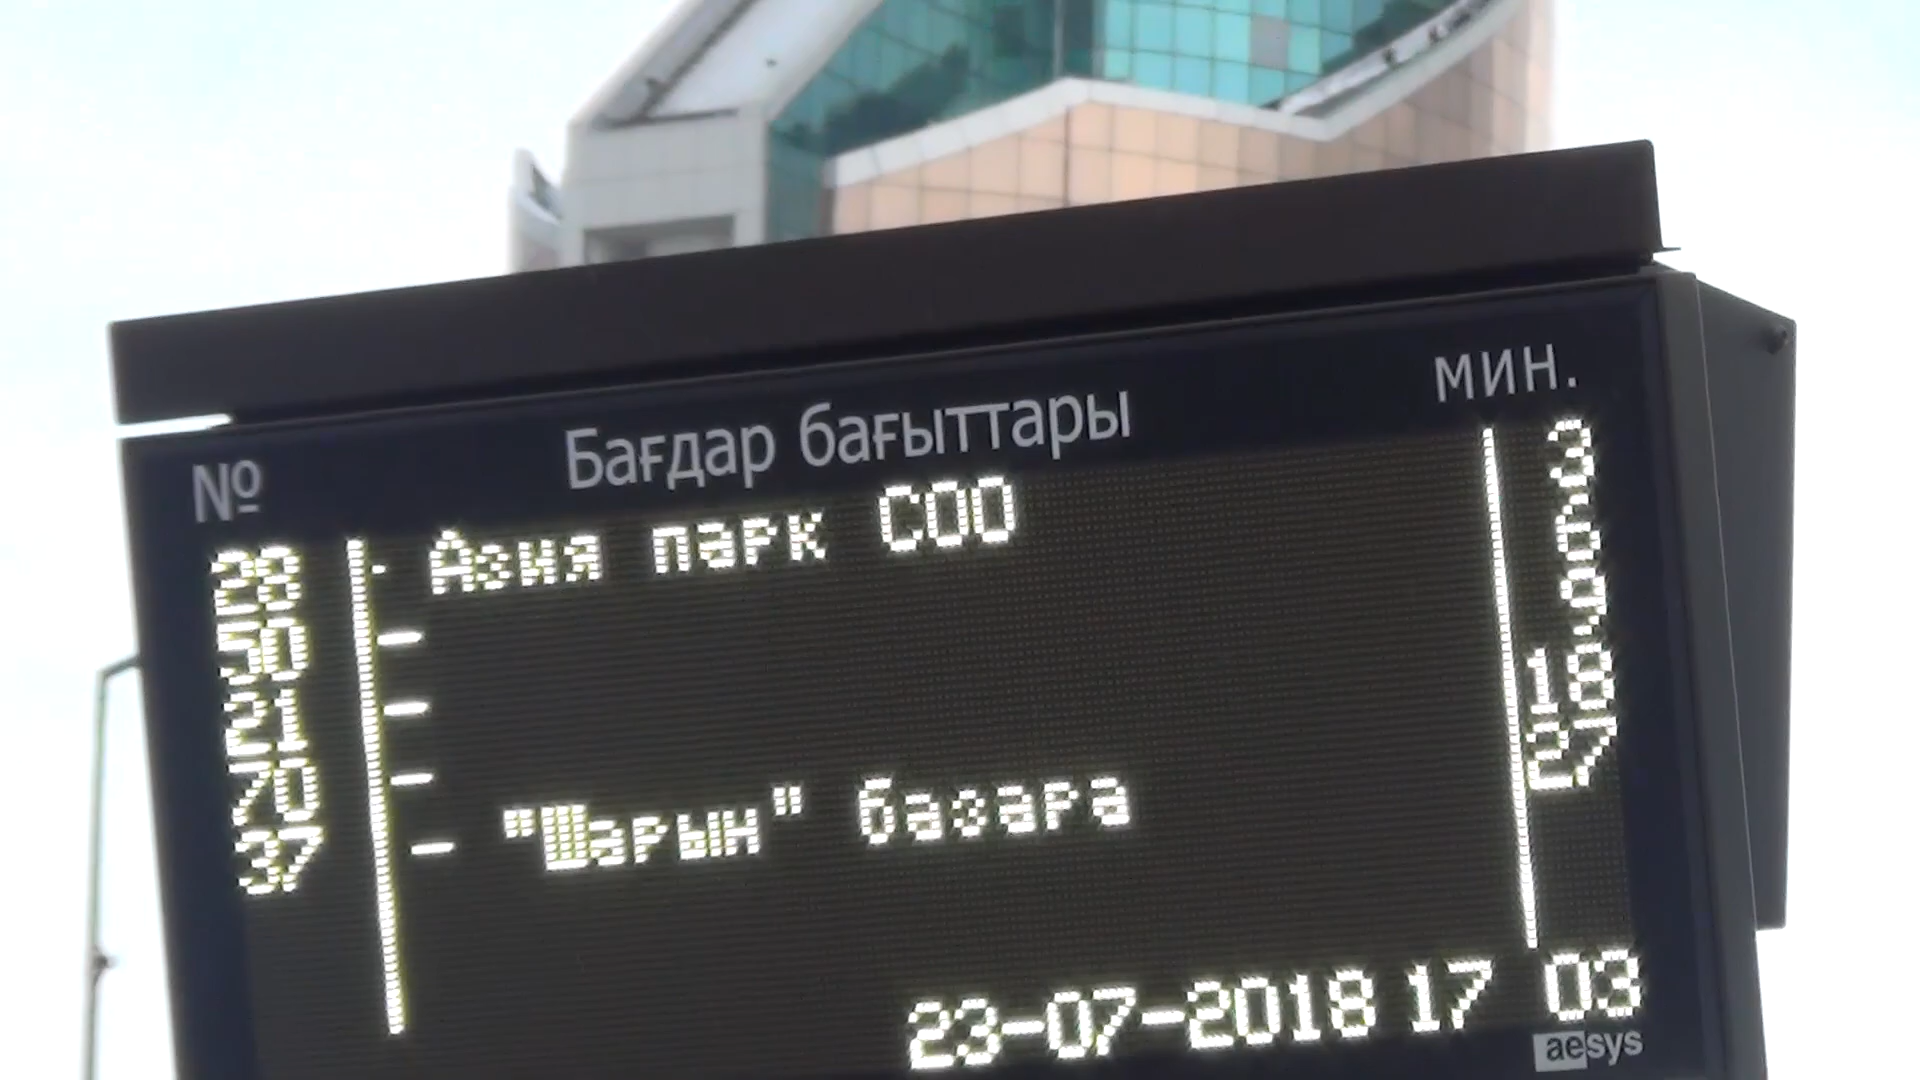 № Бағдар бағыттары мин.
28 - Азия парк СОО 3
50 - 6
21 - 9
70 - 18
37 - "Шарын" базара 27
23-07-2018 17 03
aesys